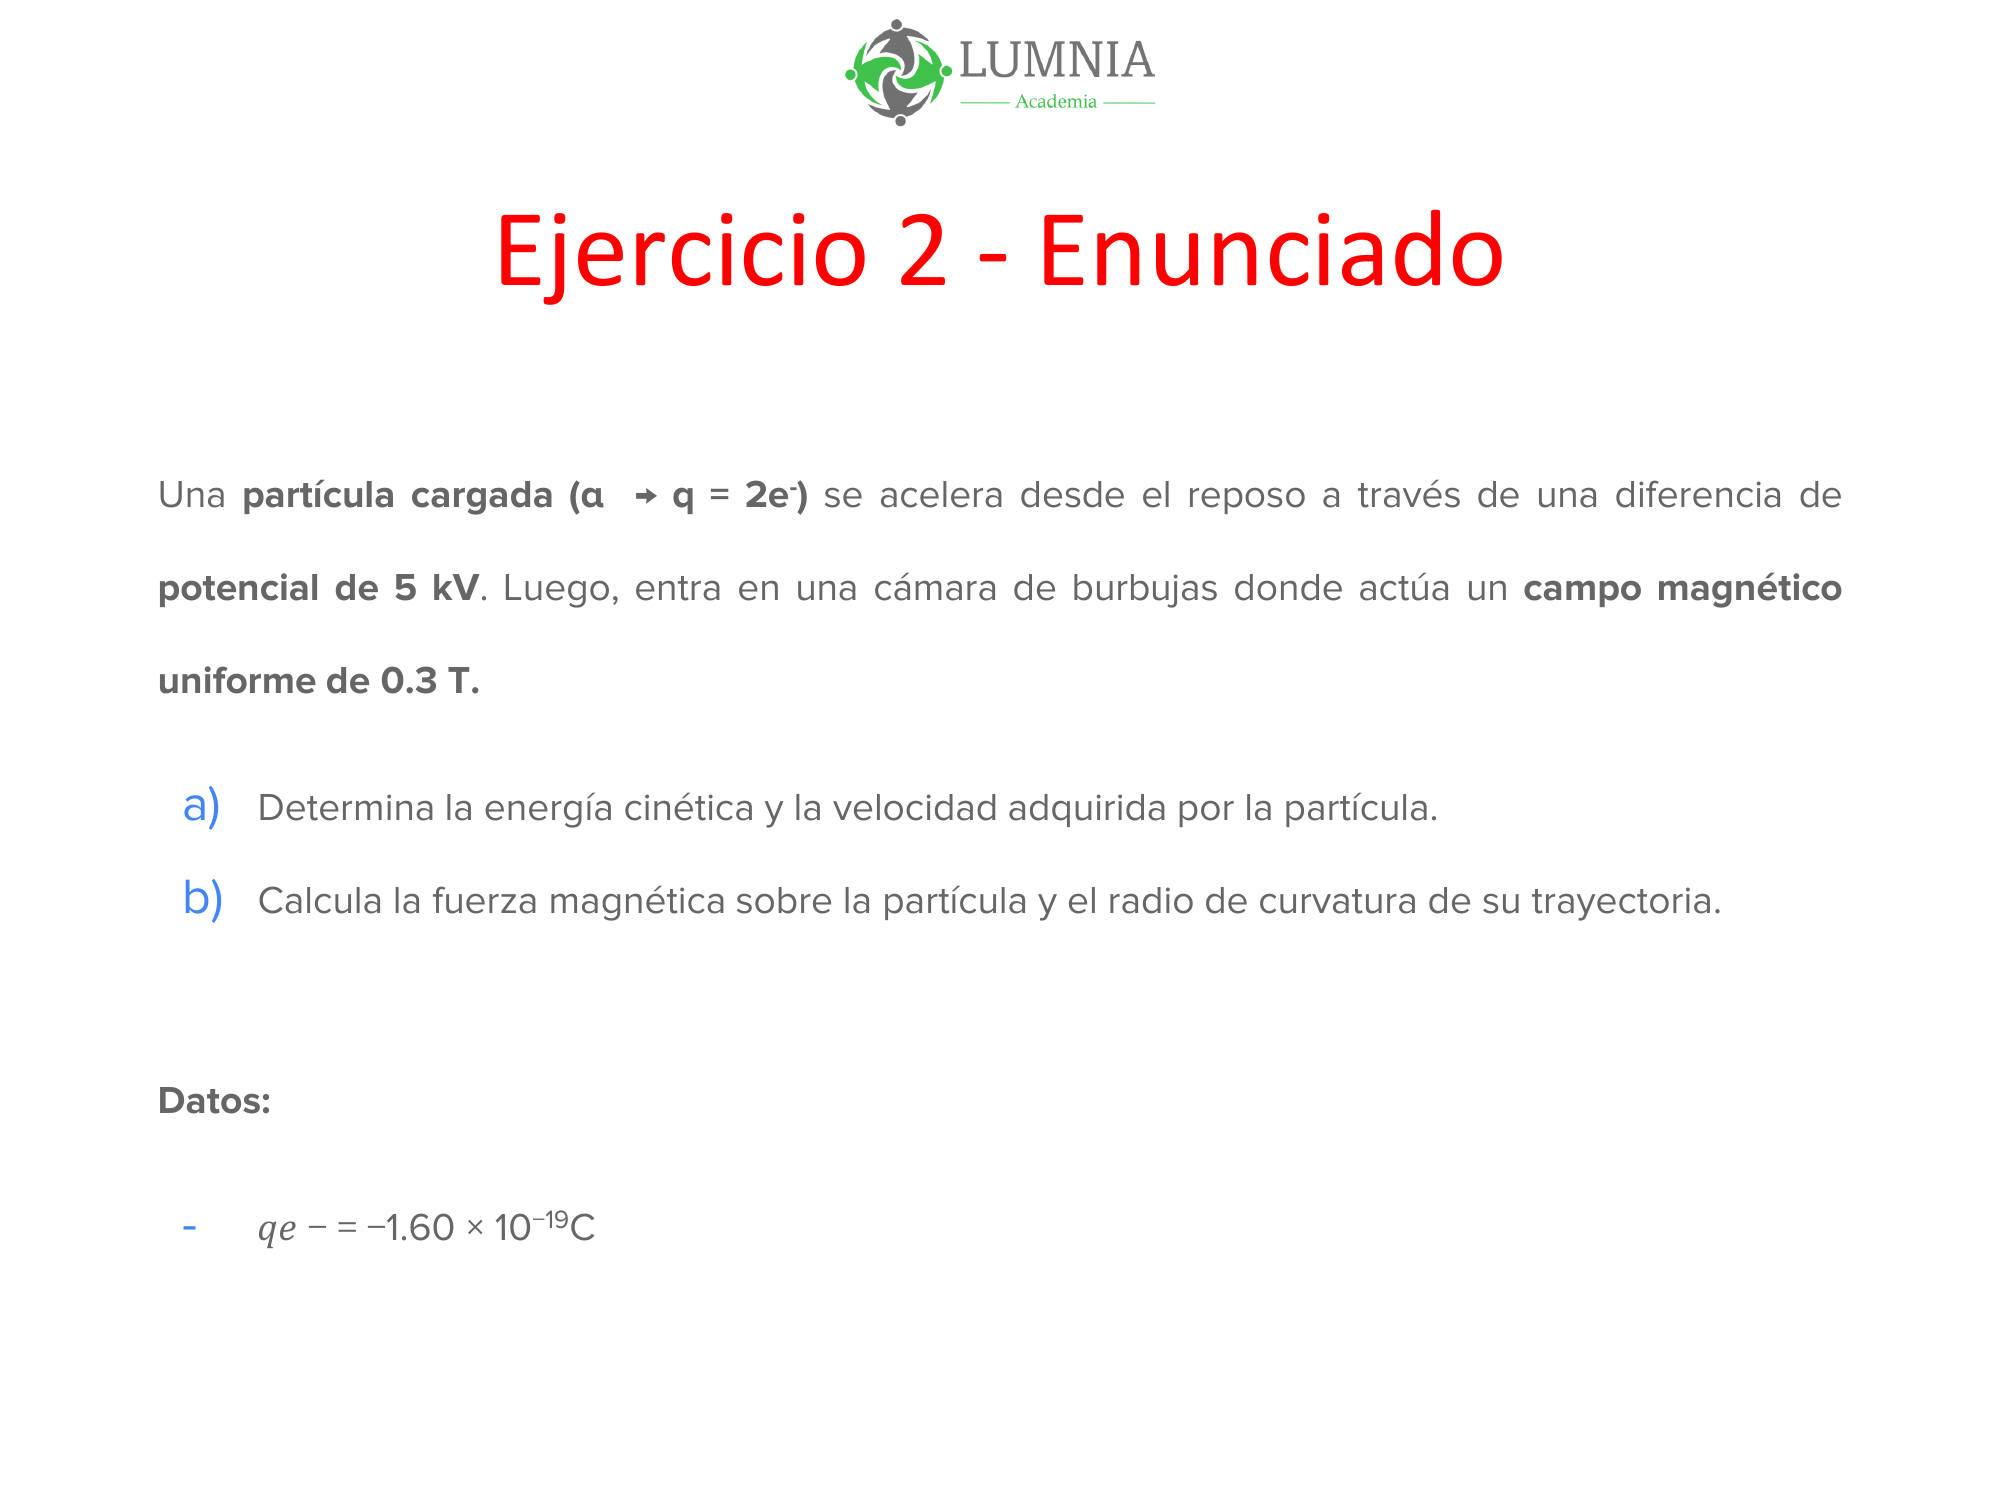 LUMNIA
Academia
Ejercicio 2 - Enunciado
Una partícula cargada (α → q = 2e⁻) se acelera desde el reposo a través de una diferencia de
potencial de 5 kV. Luego, entra en una cámara de burbujas donde actúa un campo magnético
uniforme de 0.3 T.
a) Determina la energía cinética y la velocidad adquirida por la partícula.
b) Calcula la fuerza magnética sobre la partícula y el radio de curvatura de su trayectoria.
Datos:
- 𝑞𝑒 − = −1.60 × 10⁻¹⁹C